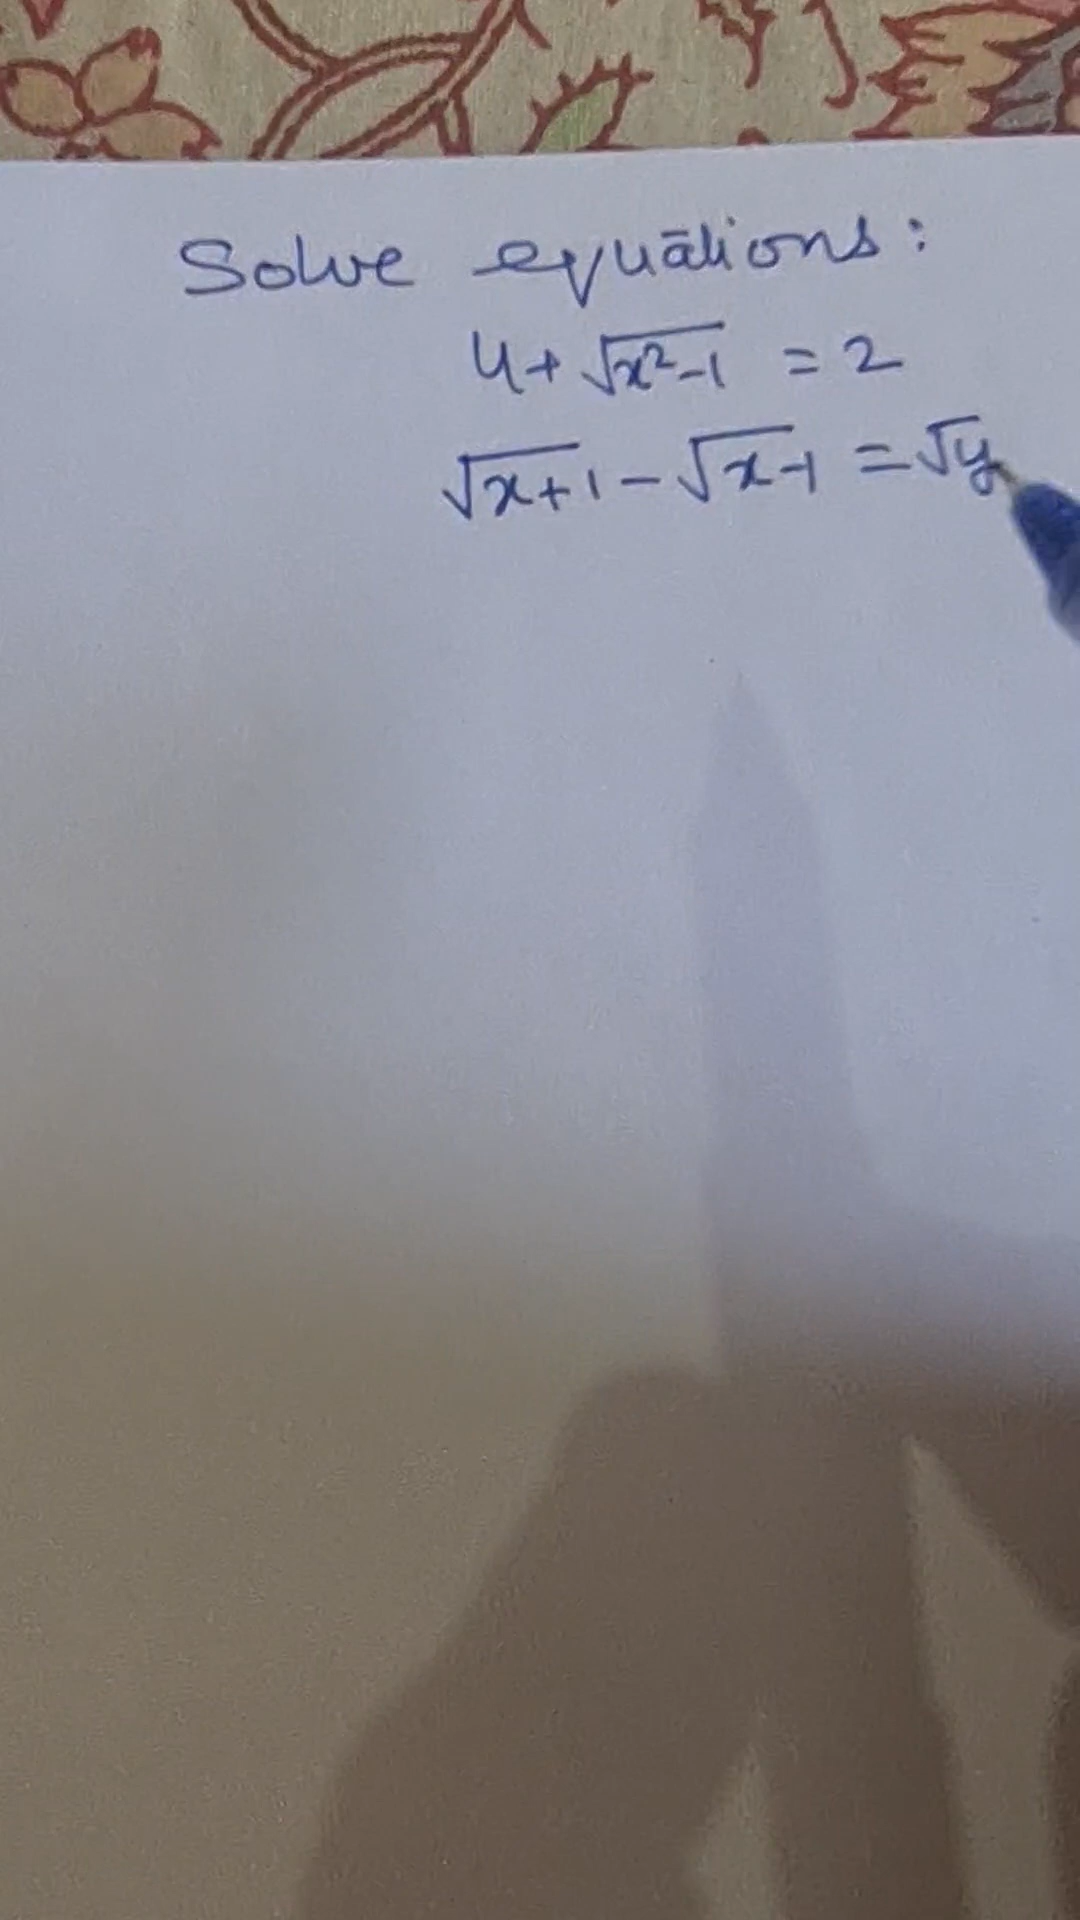 Solve equations:
y + √x²-1 = 2
√x+1 - √x-1 = √y